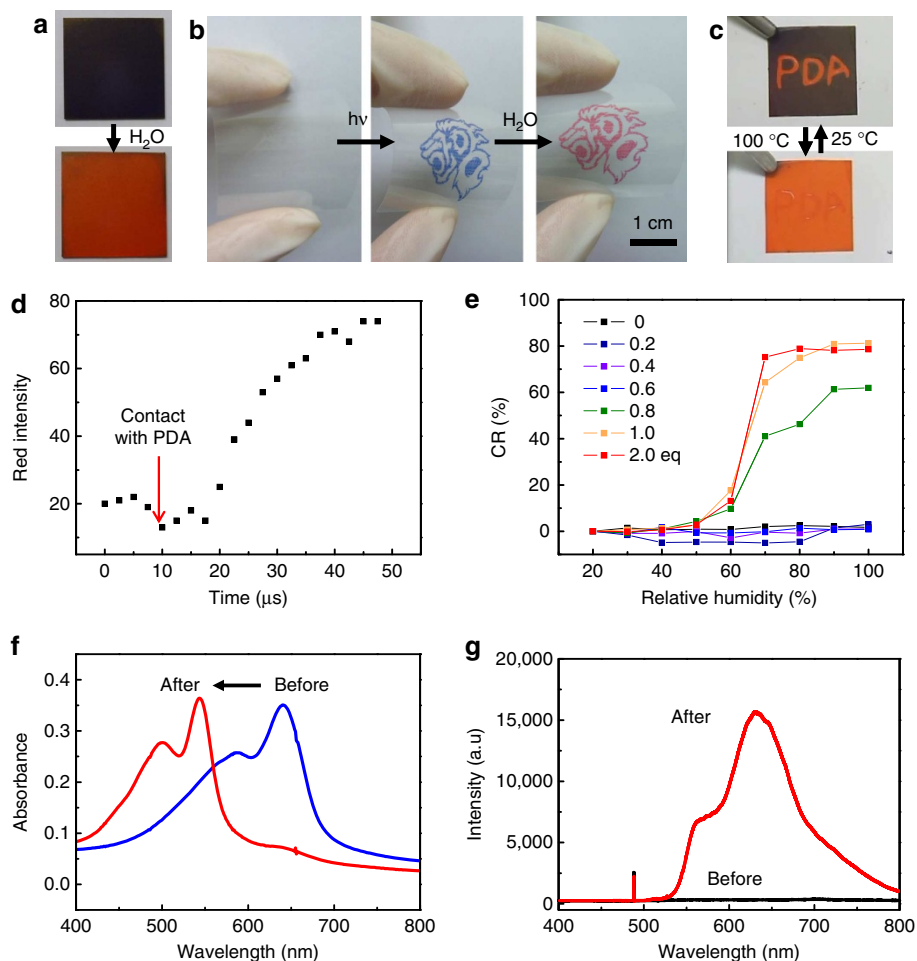 a
H₂O
b
hν
H₂O
1 cm
c
PDA
100 °C
25 °C
PDA
d
80
60
40
20
Red intensity
Contact
with PDA
0 10 20 30 40 50
Time (μs)
e
100
80
60
40
20
0
CR (%)
0
0.2
0.4
0.6
0.8
1.0
2.0 eq
20 30 40 50 60 70 80 90 100
Relative humidity (%)
f
0.4
0.3
0.2
0.1
0.0
Absorbance
After
Before
400 500 600 700 800
Wavelength (nm)
g
20,000
15,000
10,000
5,000
0
Intensity (a.u)
After
Before
400 500 600 700 800
Wavelength (nm)